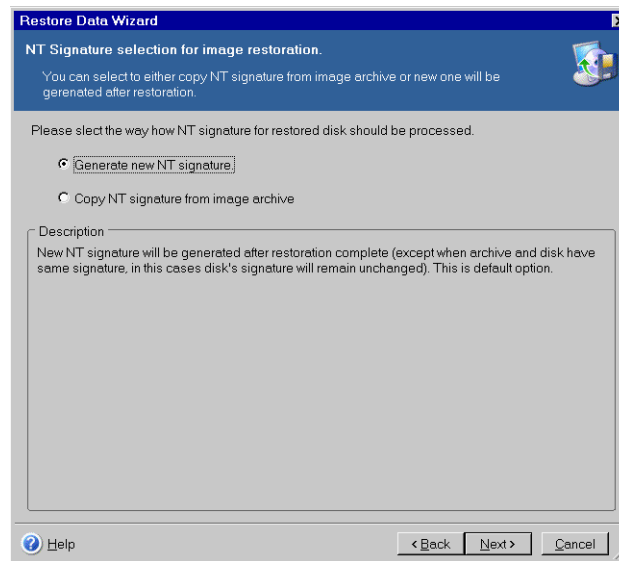 Restore Data Wizard
NT Signature selection for image restoration.
You can select to either copy NT signature from image archive or new one will be
gerenated after restoration.
Please slect the way how NT signature for restored disk should be processed.
Generate new NT signature.
Copy NT signature from image archive
Description
New NT signature will be generated after restoration complete (except when archive and disk have
same signature, in this cases disk's signature will remain unchanged). This is default option.
Help
< Back
Next >
Cancel